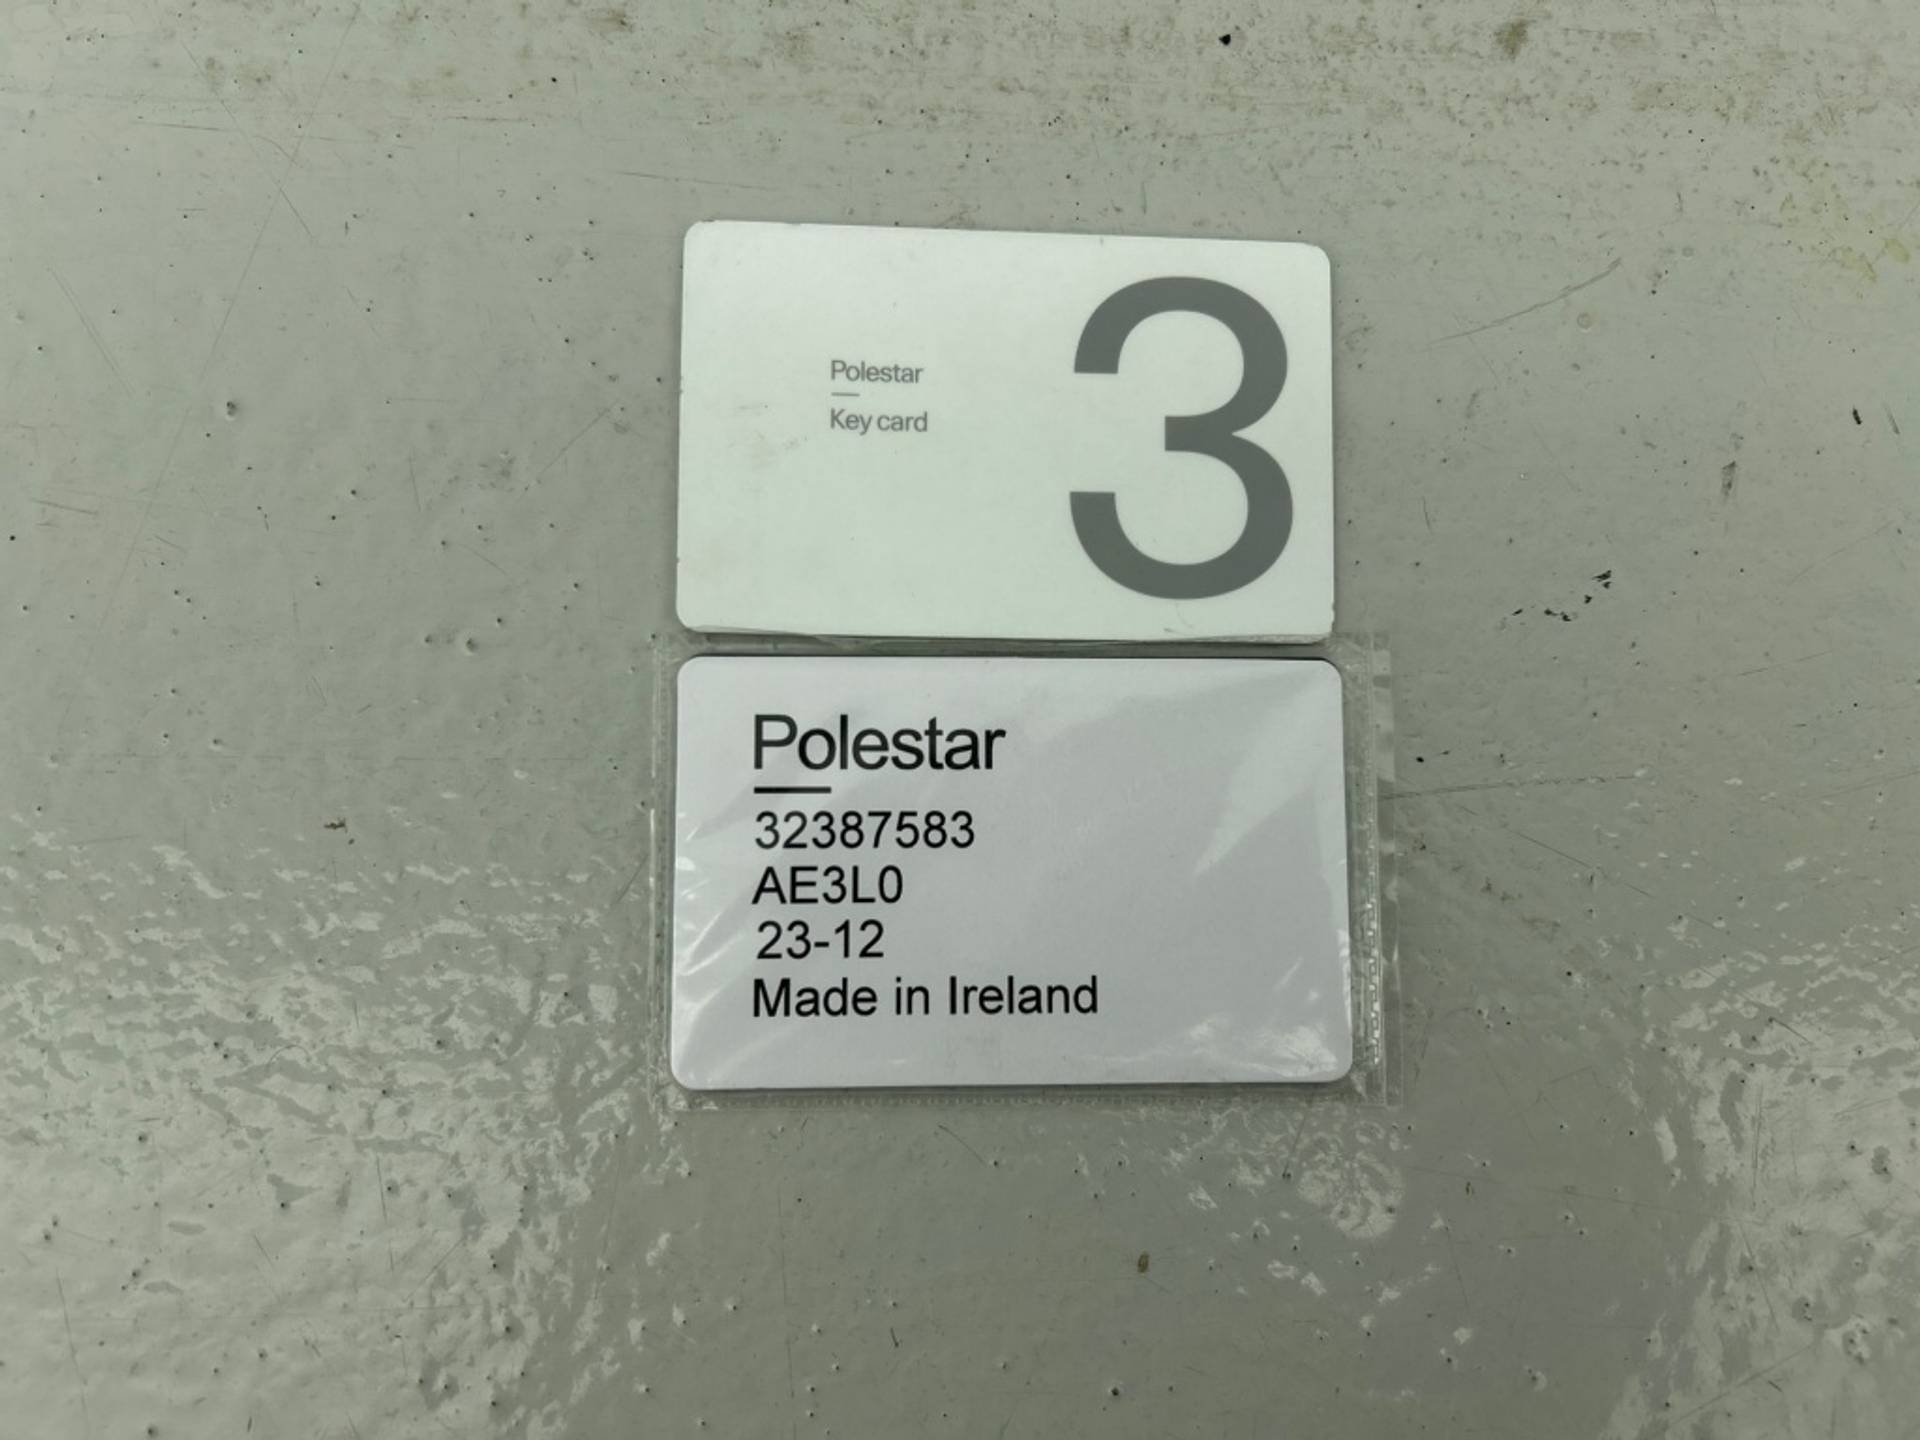 Polestar
Key card
3
Polestar
32387583
AE3L0
23-12
Made in Ireland